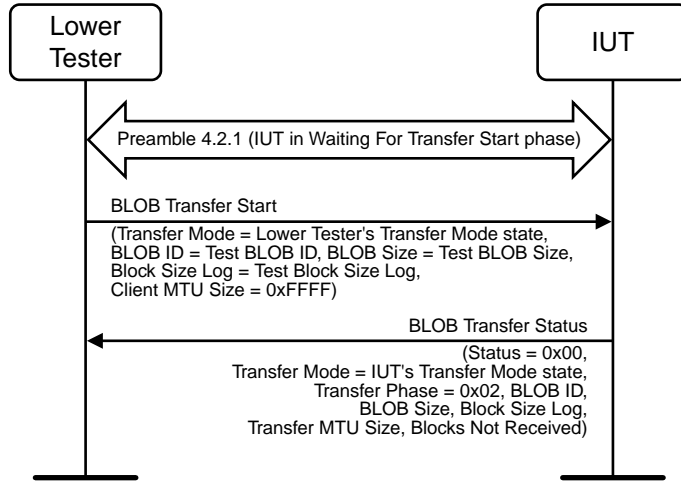 Lower
Tester
IUT
Preamble 4.2.1 (IUT in Waiting For Transfer Start phase)
BLOB Transfer Start
(Transfer Mode = Lower Tester's Transfer Mode state,
BLOB ID = Test BLOB ID, BLOB Size = Test BLOB Size,
Block Size Log = Test Block Size Log,
Client MTU Size = 0xFFFF)
BLOB Transfer Status
(Status = 0x00,
Transfer Mode = IUT's Transfer Mode state,
Transfer Phase = 0x02, BLOB ID,
BLOB Size, Block Size Log,
Transfer MTU Size, Blocks Not Received)